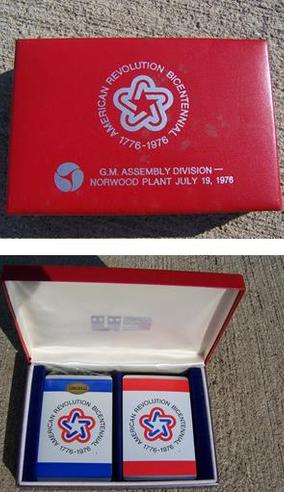 AMERICAN REVOLUTION BICENTENNIAL
1776-1976
G.M. ASSEMBLY DIVISION—
NORWOOD PLANT JULY 19, 1976
AMERICAN REVOLUTION BICENTENNIAL
1776-1976
AMERICAN REVOLUTION BICENTENNIAL
1776-1976